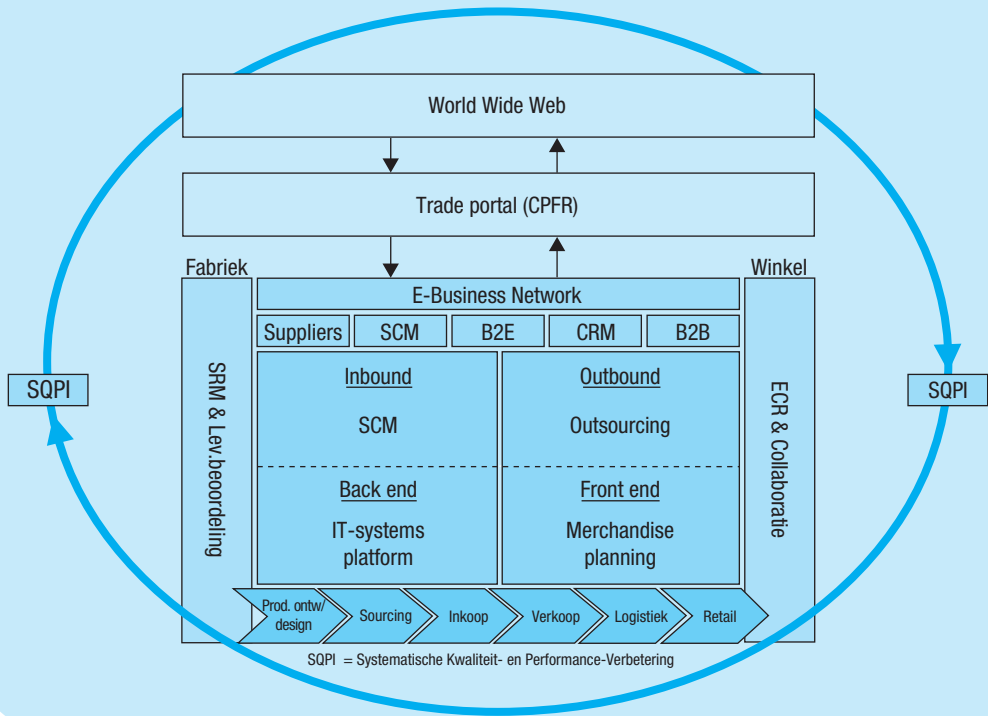 World Wide Web
Trade portal (CPFR)
Fabriek
Winkel
E-Business Network
Suppliers
SCM
B2E
CRM
B2B
SQPI
SRM & Lev.beoordeling
Inbound
SCM
Outbound
Outsourcing
Back end
IT-systems
platform
Front end
Merchandise
planning
ECR & Collaboratie
SQPI
Prod. ontw/
design
Sourcing
Inkoop
Verkoop
Logistiek
Retail
SQPI = Systematische Kwaliteit- en Performance-Verbetering